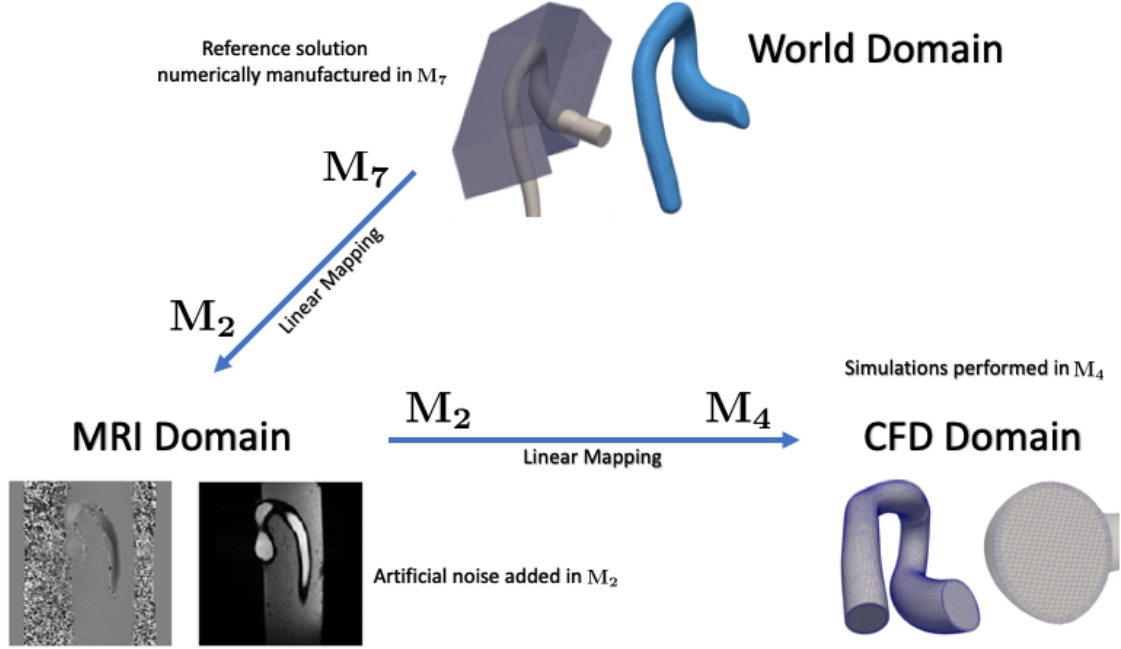 Reference solution
numerically manufactured in M₇
World Domain
M₇
Linear Mapping
M₂
Simulations performed in M₄
M₂
M₄
MRI Domain
Linear Mapping
CFD Domain
Artificial noise added in M₂